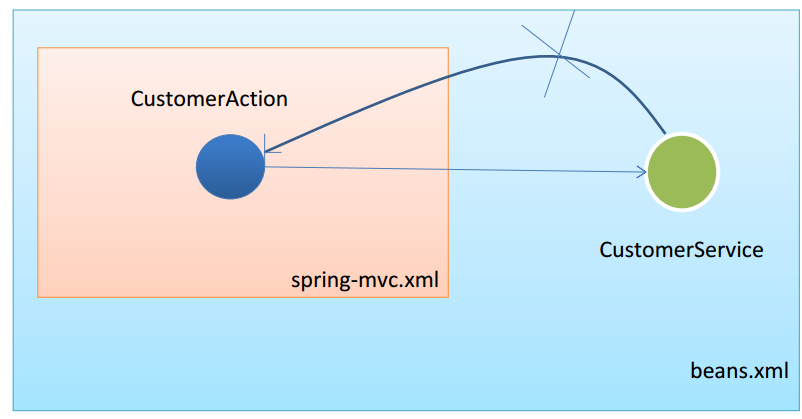 CustomerAction
CustomerService
spring-mvc.xml
beans.xml